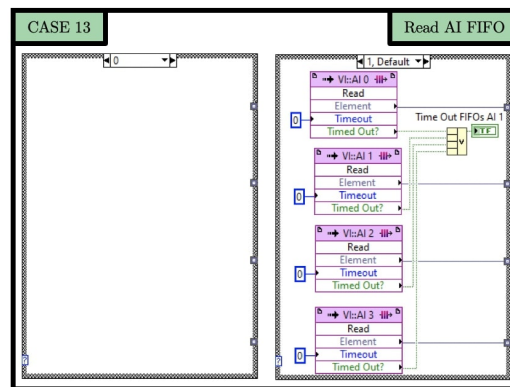 CASE 13
Read AI FIFO
0
1, Default
VI::AI 0
Read
Element
0
Timeout
Timed Out?
Time Out FIFOs AI 1
TF
V
VI::AI 1
Read
Element
0
Timeout
Timed Out?
VI::AI 2
Read
Element
0
Timeout
Timed Out?
VI::AI 3
Read
Element
0
Timeout
Timed Out?
?
?